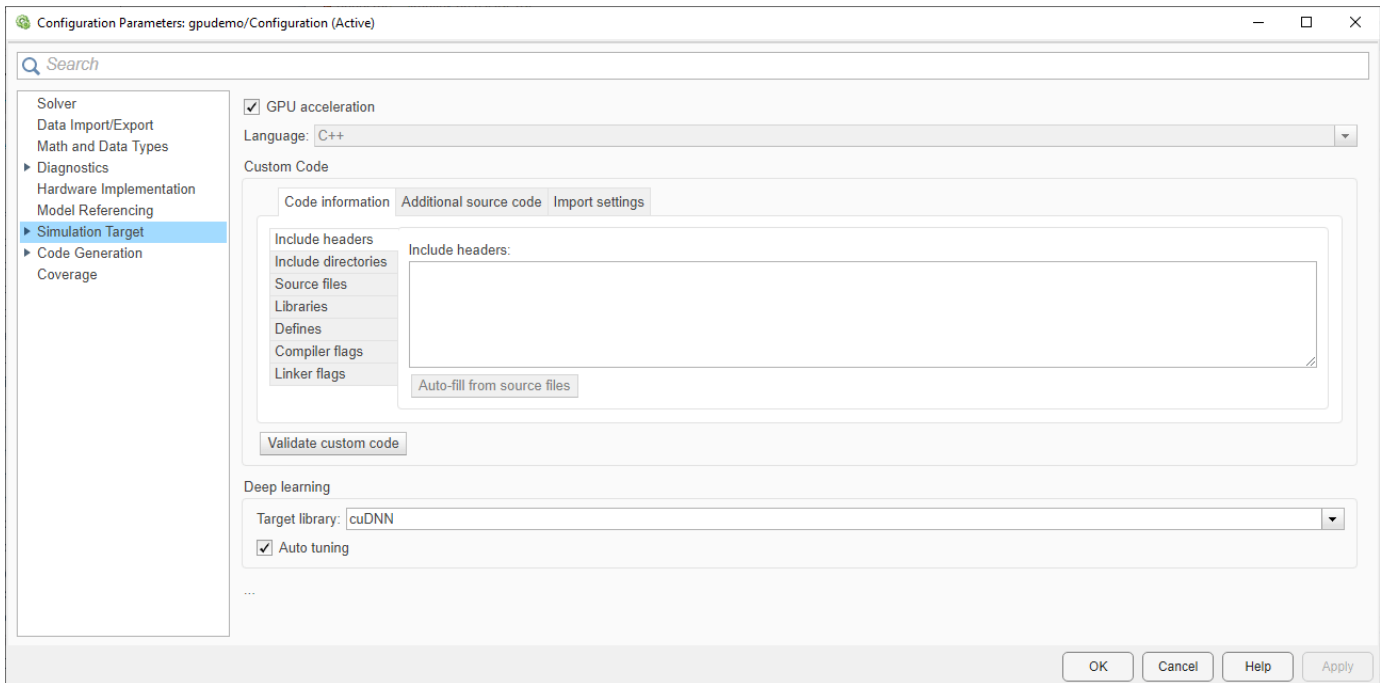 Configuration Parameters: gpudemo/Configuration (Active)
Search
Solver
Data Import/Export
Math and Data Types
Diagnostics
Hardware Implementation
Model Referencing
Simulation Target
Code Generation
Coverage
GPU acceleration
Language: C++
Custom Code
Code information Additional source code Import settings
Include headers
Include directories
Source files
Libraries
Defines
Compiler flags
Linker flags
Include headers:
Auto-fill from source files
Validate custom code
Deep learning
Target library: cuDNN
Auto tuning
...
OK Cancel Help Apply